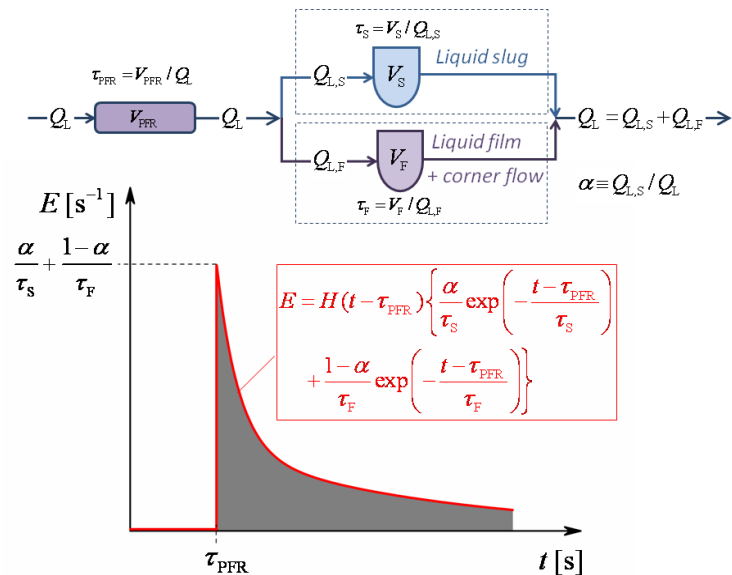 τ_S = V_S / Q_L,S
Liquid slug
τ_PFR = V_PFR / Q_L
Q_L,S
V_S
Q_L
V_PFR
Q_L
Q_L = Q_L,S + Q_L,F
Q_L,F
V_F
Liquid film
+ corner flow
τ_F = V_F / Q_L,F
α ≡ Q_L,S / Q_L
E [s⁻¹]
α/τ_S + (1−α)/τ_F
E = H(t−τ_PFR){α/τ_S exp(−(t−τ_PFR)/τ_S)
+ (1−α)/τ_F exp(−(t−τ_PFR)/τ_F)}
τ_PFR
t [s]